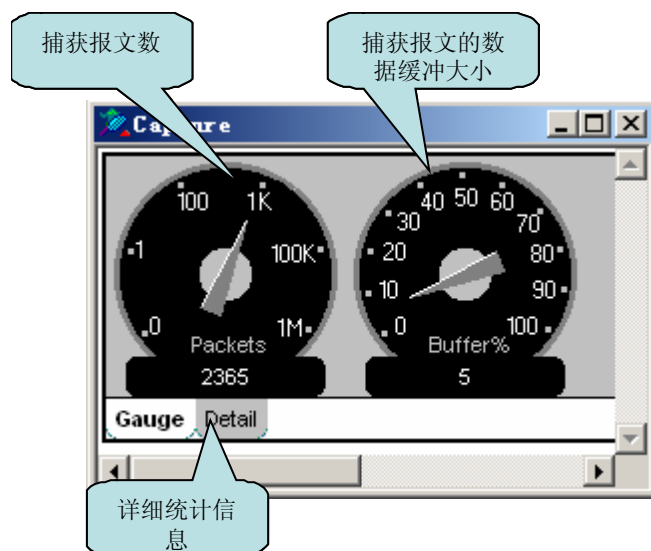 捕获报文数
捕获报文的数
据缓冲大小
Capture
100 1K
1 100K
0 1M
Packets
2365
40 50 60
30 70
20 80
10 90
0 100
Buffer%
5
Gauge Detail
详细统计信
息